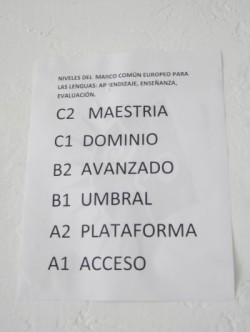 NIVELES DEL MARCO COMÚN EUROPEO PARA
LAS LENGUAS: APRENDIZAJE, ENSEÑANZA,
EVALUACIÓN.
C2 MAESTRIA
C1 DOMINIO
B2 AVANZADO
B1 UMBRAL
A2 PLATAFORMA
A1 ACCESO